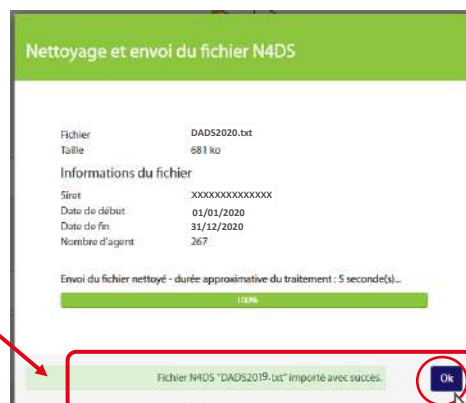 Nettoyage et envoi du fichier N4DS
Fichier DADS2020.txt
Taille 681 ko
Informations du fichier
Siret XXXXXXXXXXXXXX
Date de début 01/01/2020
Date de fin 31/12/2020
Nombre d'agent 267
Envoi du fichier nettoyé - durée approximative du traitement : 5 seconde(s)...
100%
Fichier N4DS "DADS2019.txt" importé avec succès.
Ok